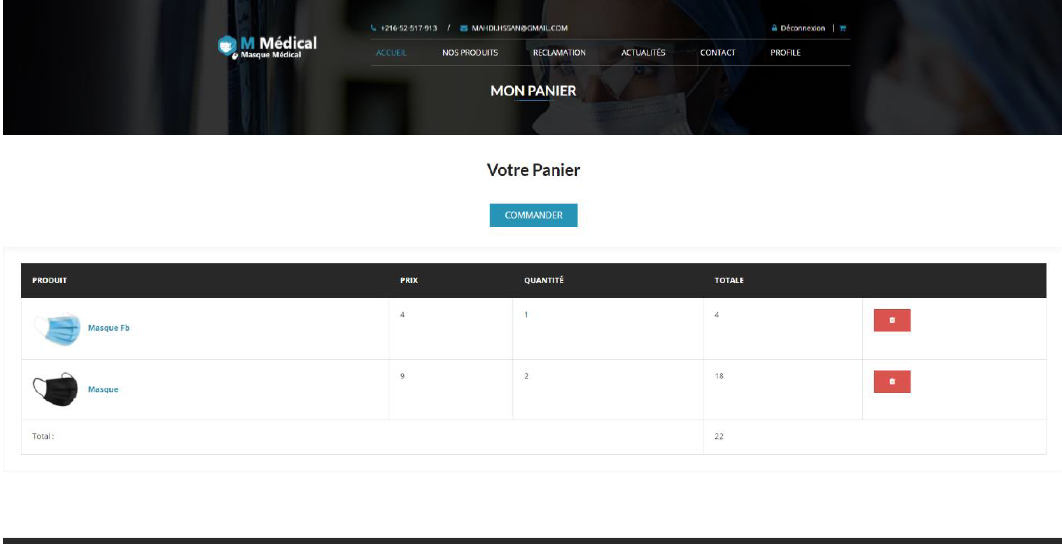 +216-52-517-913 / MAHDI.HSSAN@GMAIL.COM Déconnexion |
M Médical
Masque Médical
ACCUEIL NOS PRODUITS RECLAMATION ACTUALITÉS CONTACT PROFILE
MON PANIER
Votre Panier
COMMANDER
PRODUIT PRIX QUANTITÉ TOTALE
Masque Fb 4 1 4
Masque 9 2 18
Total : 22